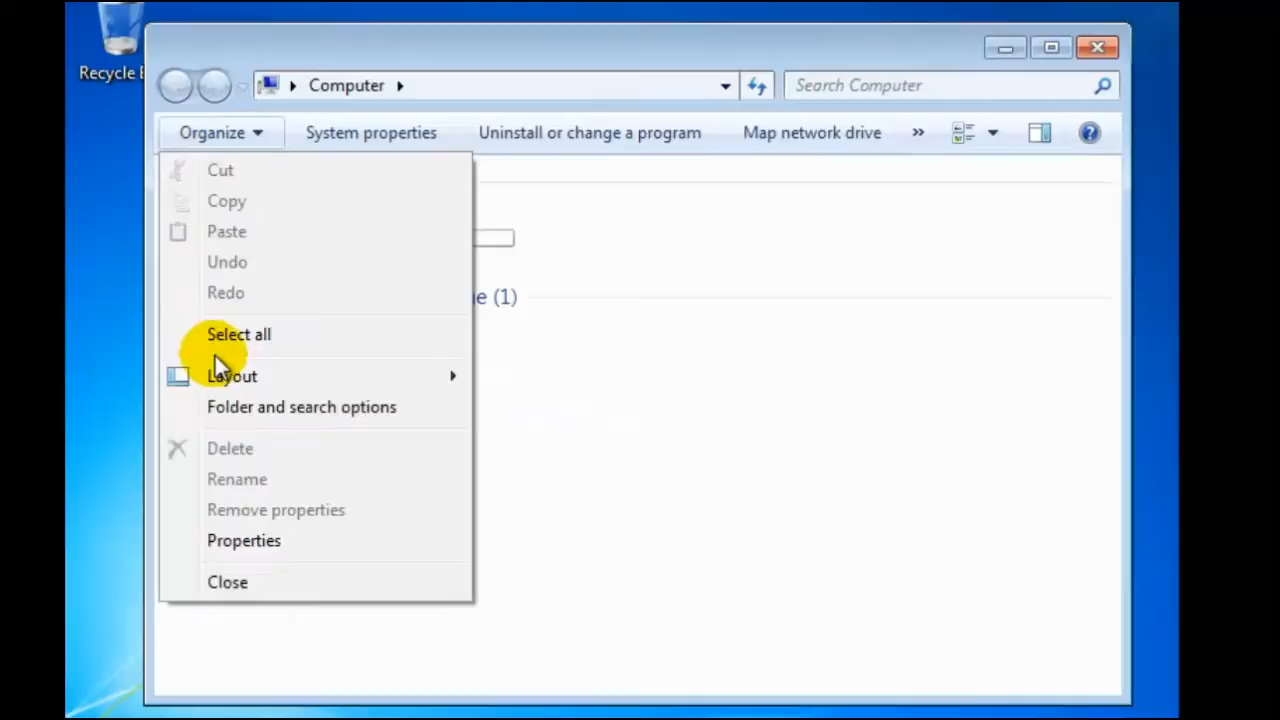 Recycle
Computer
Search Computer
Organize
System properties
Uninstall or change a program
Map network drive
»
Cut
Copy
Paste
Undo
Redo
Select all
Layout
Folder and search options
Delete
Rename
Remove properties
Properties
Close
(1)